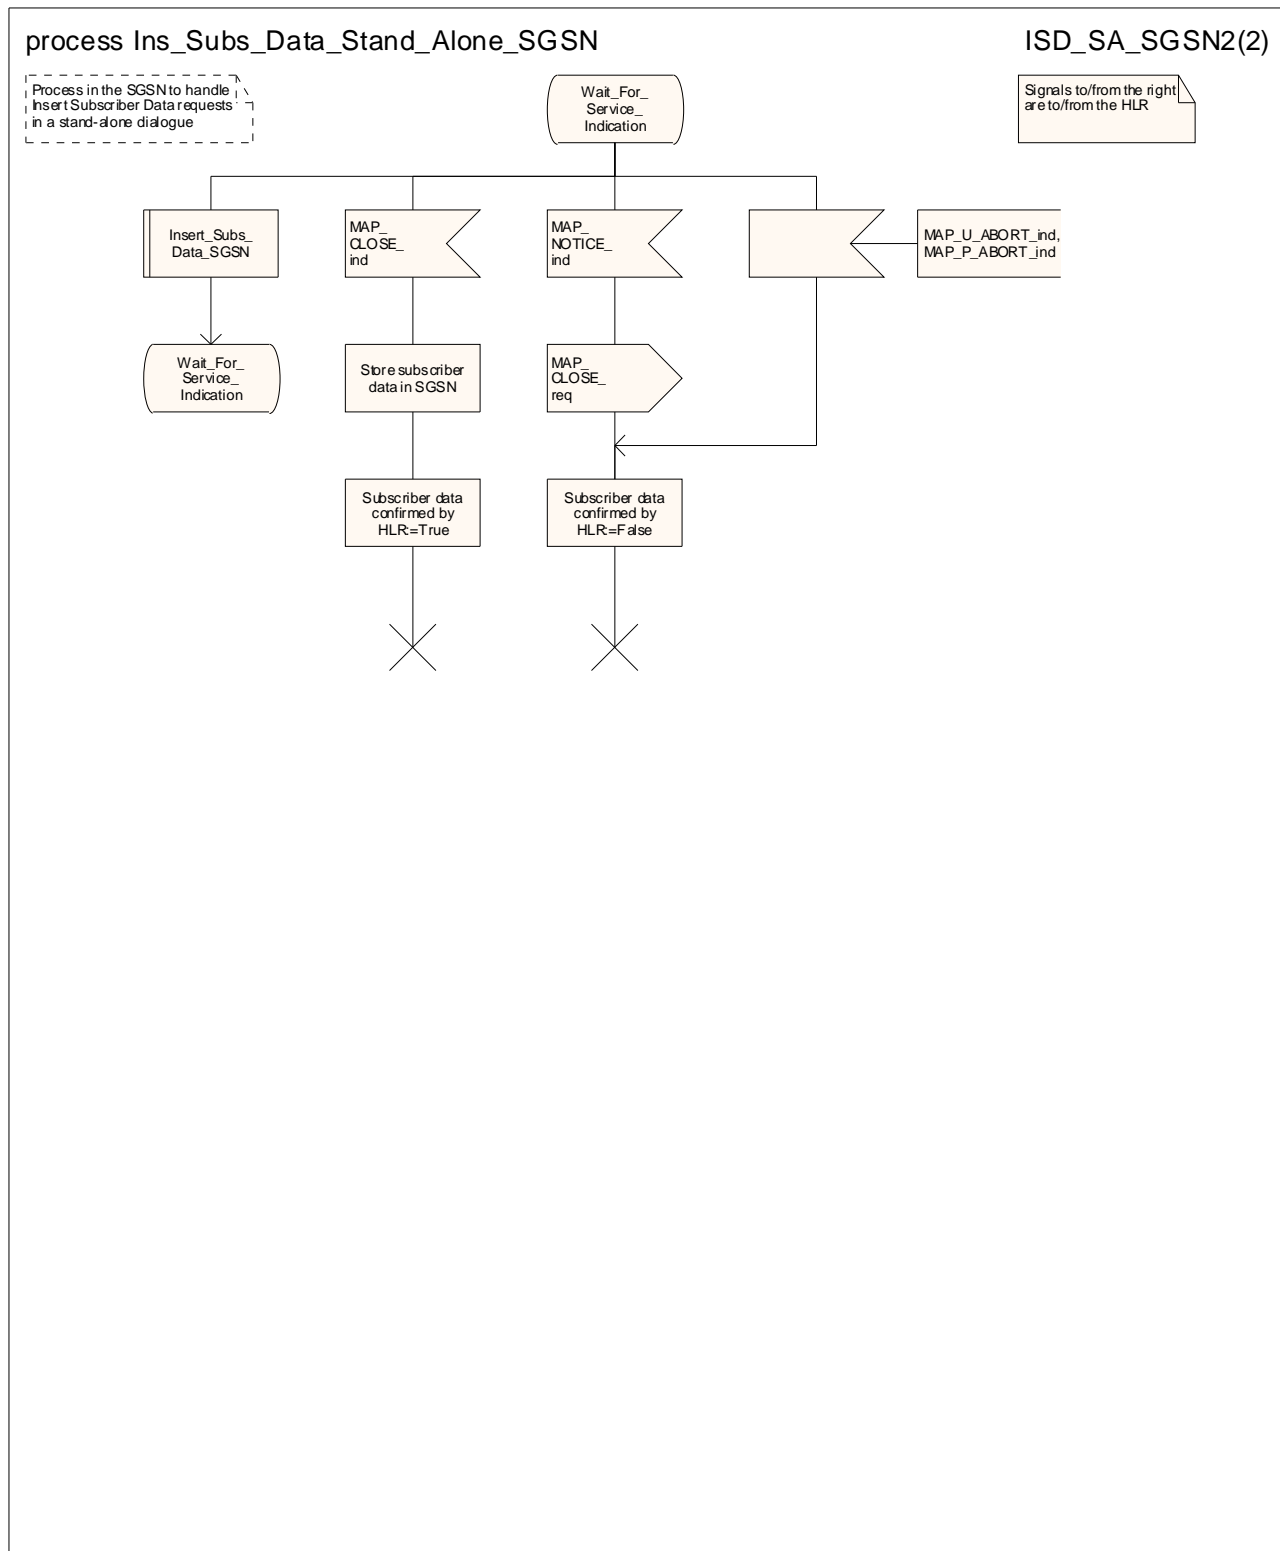 process Ins_Subs_Data_Stand_Alone_SGSN
ISD_SA_SGSN2(2)
Process in the SGSN to handle
Insert Subscriber Data requests
in a stand-alone dialogue
Wait_For_
Service_
Indication
Signals to/from the right
are to/from the HLR
Insert_Subs_
Data_SGSN
MAP_
CLOSE_
ind
MAP_
NOTICE_
ind
MAP_U_ABORT_ind,
MAP_P_ABORT_ind
Wait_For_
Service_
Indication
Store subscriber
data in SGSN
MAP_
CLOSE_
req
Subscriber data
confirmed by
HLR:=True
Subscriber data
confirmed by
HLR:=False